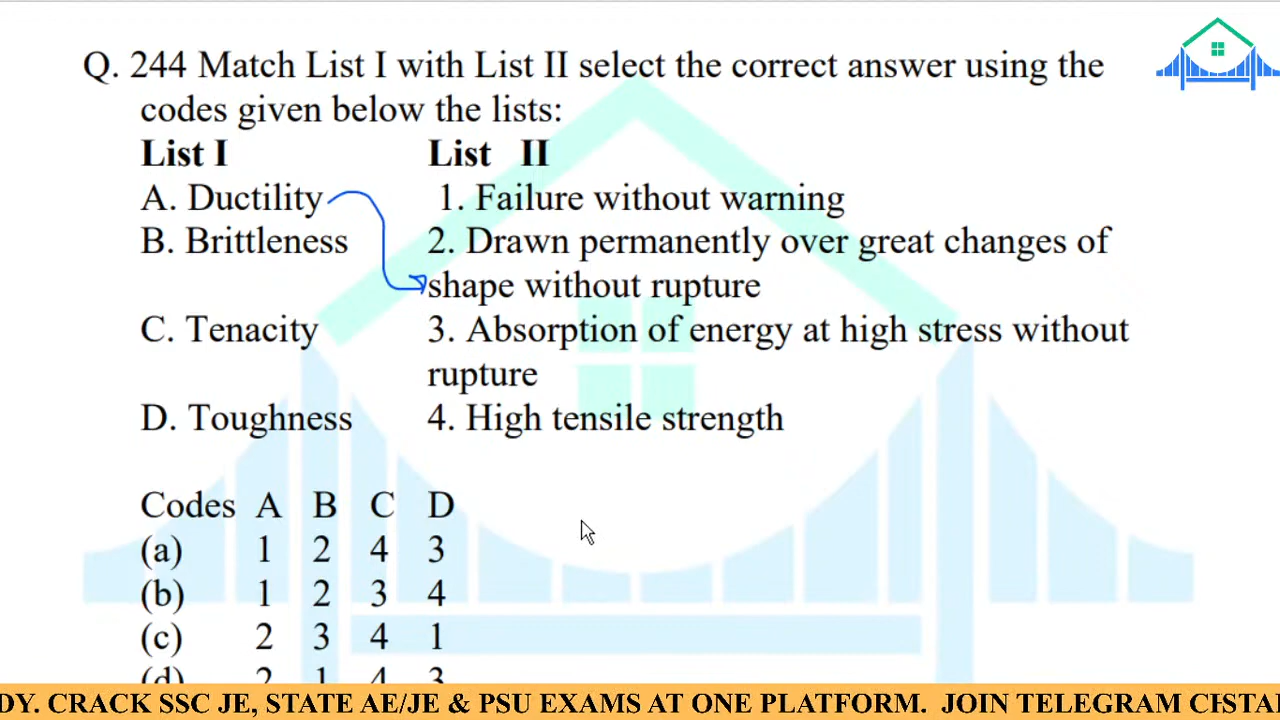 Q. 244 Match List I with List II select the correct answer using the
codes given below the lists:
List I List II
A. Ductility 1. Failure without warning
B. Brittleness 2. Drawn permanently over great changes of
shape without rupture
C. Tenacity 3. Absorption of energy at high stress without
rupture
D. Toughness 4. High tensile strength
Codes A B C D
(a) 1 2 4 3
(b) 1 2 3 4
(c) 2 3 4 1
(d) 2 1 4 3
DY. CRACK SSC JE, STATE AE/JE & PSU EXAMS AT ONE PLATFORM. JOIN TELEGRAM